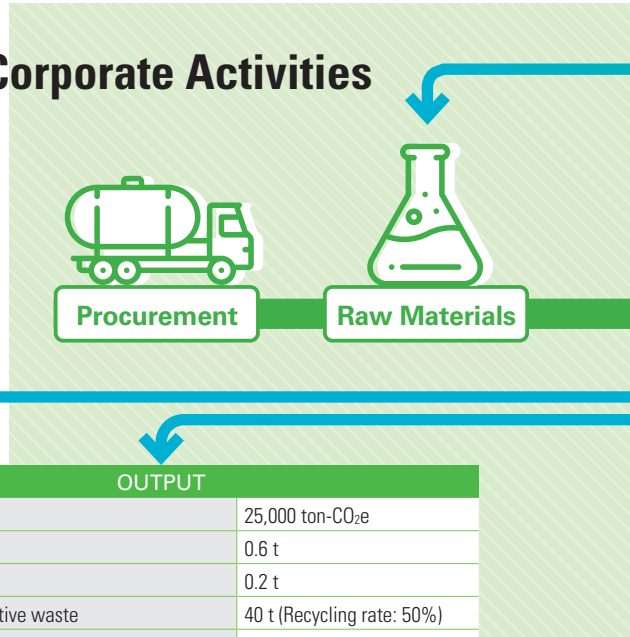 Corporate Activities
Procurement
Raw Materials
OUTPUT
25,000 ton-CO₂e
0.6 t
0.2 t
waste 40 t (Recycling rate: 50%)